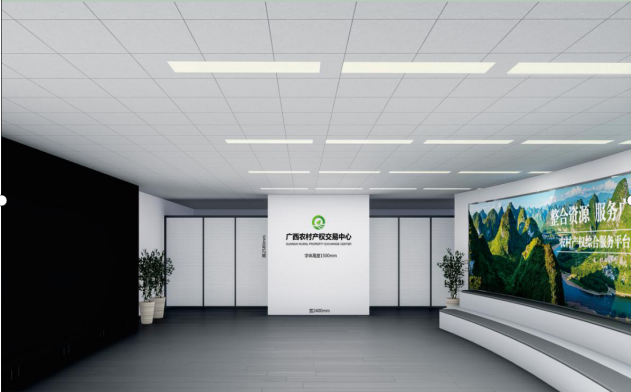 广西农村产权交易中心
GUANGXI RURAL PROPERTY EXCHANGE CENTER
字体高度1500mm
宽2400mm
整合资源 服务
农村产权综合服务平台